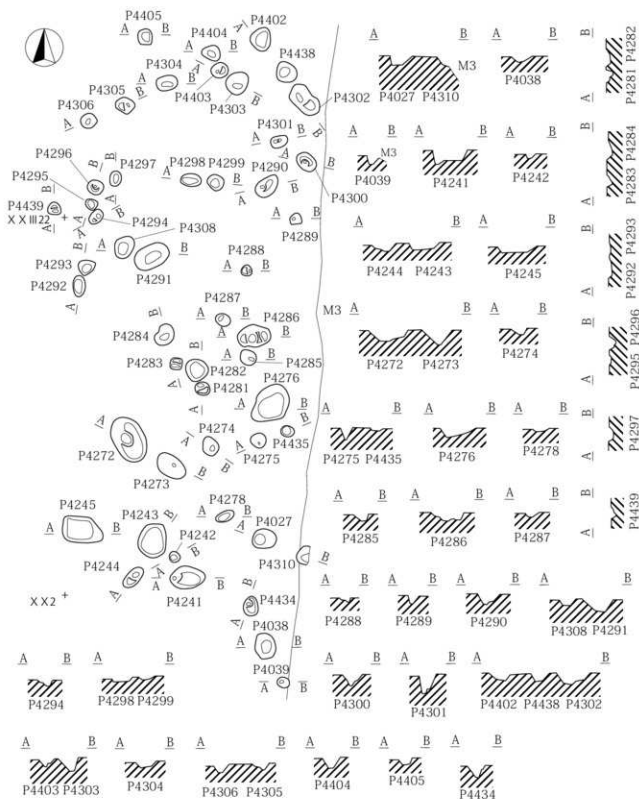 P4405 A B P4402 A
P4404 A B
P4304 A B P4438
P4305 A B P4403 P4303 B P4302
P4306 A B
P4301 A B B
P4296 B B P4297 P4298 P4299 P4290 A B
P4295 A B B P4300
P4439 B
XXIII22 + A A A B P4294 A B
P4308 A P4289
P4293 B B P4288
P4292 P4291 A B
A P4287
P4284 B A B P4286 M3
B A B
P4283 P4282 A B P4285
A P4281 P4276
A P4274 A B
A A A B
P4272 P4275 P4435
P4273 B B
P4245 P4243 P4278
A B B A B P4027
P4242 A
P4244 A B P4310
A A B B
XX2 + P4241 B P4434
P4038 A
A B
P4039
A B
A B A B
M3
P4027 P4310 P4038
A B A B A B
M3
P4039 P4241 P4242
A B A B
P4244 P4243 P4245
A B A B
P4272 P4273 P4274
A B A B A B
P4275 P4435 P4276 P4278
A B A B A B
P4285 P4286 P4287
A B A B A B A B
P4288 P4289 P4290 P4308 P4291
A B A B A B A B A B
P4294 P4298 P4299 P4300 P4301 P4402 P4438 P4302
A B A B A B A B A B A B
P4403 P4303 P4304 P4306 P4305 P4404 P4405 P4434
A B
P4281 P4282
A B
P4283 P4284
A B
P4292 P4293
A B
P4295 P4296
A B
P4297
A B
P4439